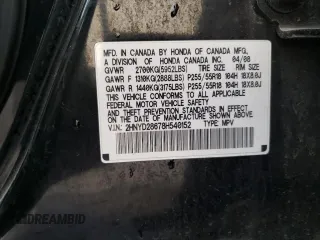 MFD. IN CANADA BY HONDA OF CANADA MFG.,
A DIVISION OF HONDA CANADA INC. 04/08
GVWR 2700KG(5952LBS) TIRE SIZE RIM SIZE
GAWR F 1310KG(2888LBS) P255/55R18 104H 18X8.0J
GAWR R 1440KG(3175LBS) P255/55R18 104H 18X8.0J
THIS VEHICLE CONFORMS TO ALL APPLICABLE
FEDERAL MOTOR VEHICLE SAFETY AND THEFT
PREVENTION STANDARDS IN EFFECT ON THE DATE
OF MANUFACTURE SHOWN ABOVE.
V.I.N: 2HNYD28678H540152 TYPE: MPV
FREEDOMBID